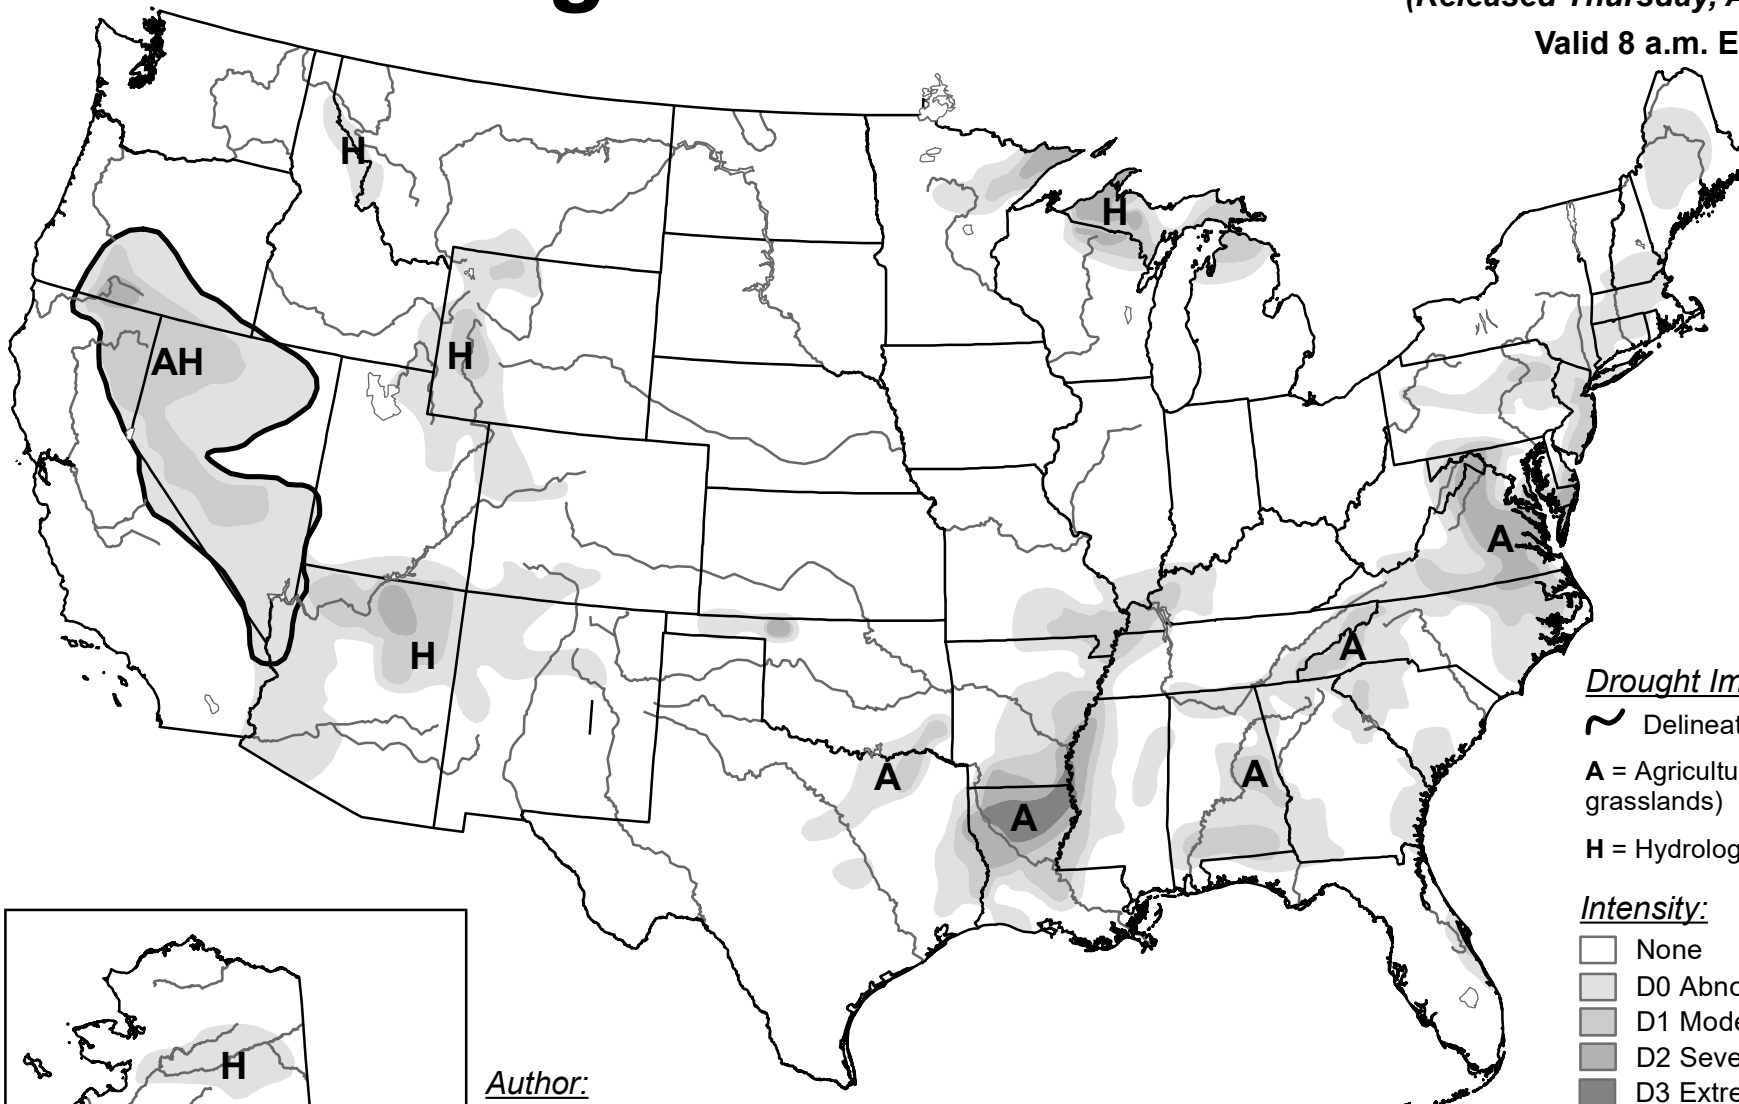 g
(Released Thursday, A
Valid 8 a.m. E
H
H
AH
H
A
H
A
A
A
A
Drought Im
Delineat
A = Agricultu
grasslands)
H = Hydrolog
Intensity:
None
D0 Abno
D1 Mode
D2 Seve
D3 Extre
H
Author: